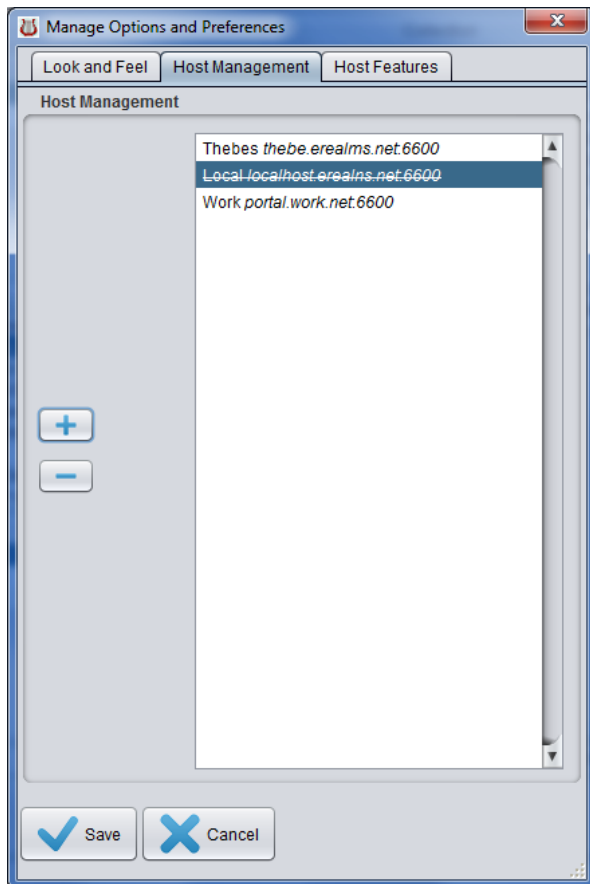 Manage Options and Preferences
Look and Feel Host Management Host Features
Host Management
Thebes thebe.erealms.net:6600
Local localhost.erealns.net:6600
Work portal.work.net:6600
Save Cancel